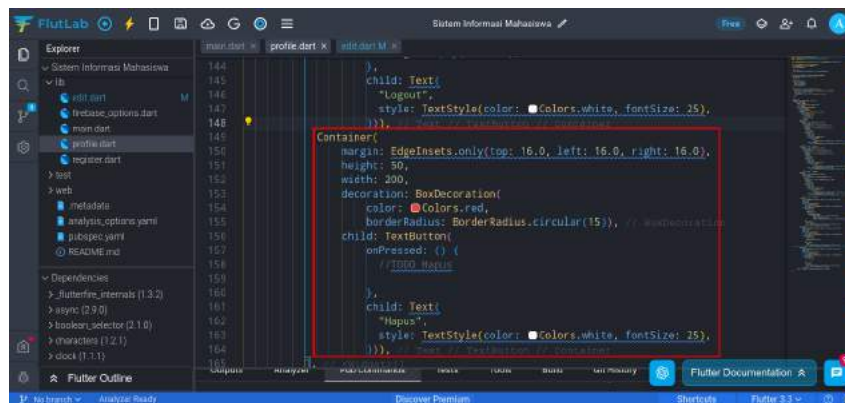 FlutLab
Sistem Informasi Mahasiswa
Free
Explorer
main.dart ×
profile.dart ×
edit.dart M ×
Sistem Informasi Mahasiswa
lib
edit.dart M
firebase_options.dart
main.dart
profile.dart
register.dart
test
web
.metadata
analysis_options.yaml
pubspec.yaml
README.md
Dependencies
_flutterfire_internals (1.3.2)
async (2.9.0)
boolean_selector (2.1.0)
characters (1.2.1)
clock (1.1.1)
Flutter Outline
144 },
145 child: Text(
146 "Logout",
147 style: TextStyle(color: Colors.white, fontSize: 25),
148 ))), // Text // TextButton // Container
149 Container(
150 margin: EdgeInsets.only(top: 16.0, left: 16.0, right: 16.0),
151 height: 50,
152 width: 200,
153 decoration: BoxDecoration(
154 color: Colors.red,
155 borderRadius: BorderRadius.circular(15)), // BoxDecoration
156 child: TextButton(
157 onPressed: () {
158 //TODO Hapus
159
160 },
161 child: Text(
162 "Hapus",
163 style: TextStyle(color: Colors.white, fontSize: 25),
164 ))), // Text // TextButton // Container
165 ],
Outputs Analyzer Pub Commands Tests Tools Build Git History
Flutter Documentation
No branch
Analyzer Ready
Discover Premium
Shortcuts
Flutter 3.3